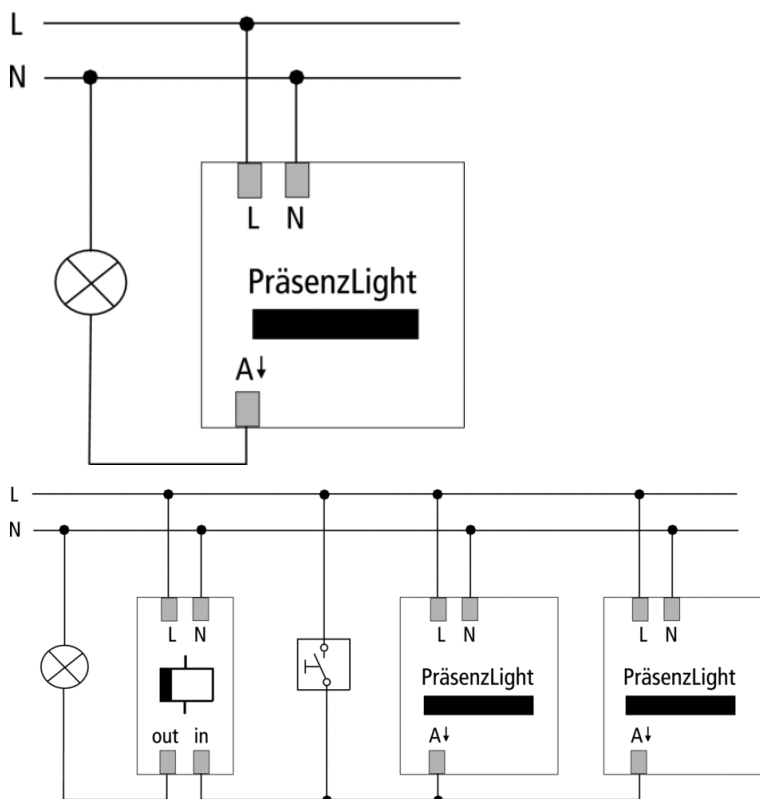 L
N
L N
PräsenzLight
A↓
L
N
L N
L N
L N
PräsenzLight
PräsenzLight
out in
A↓
A↓